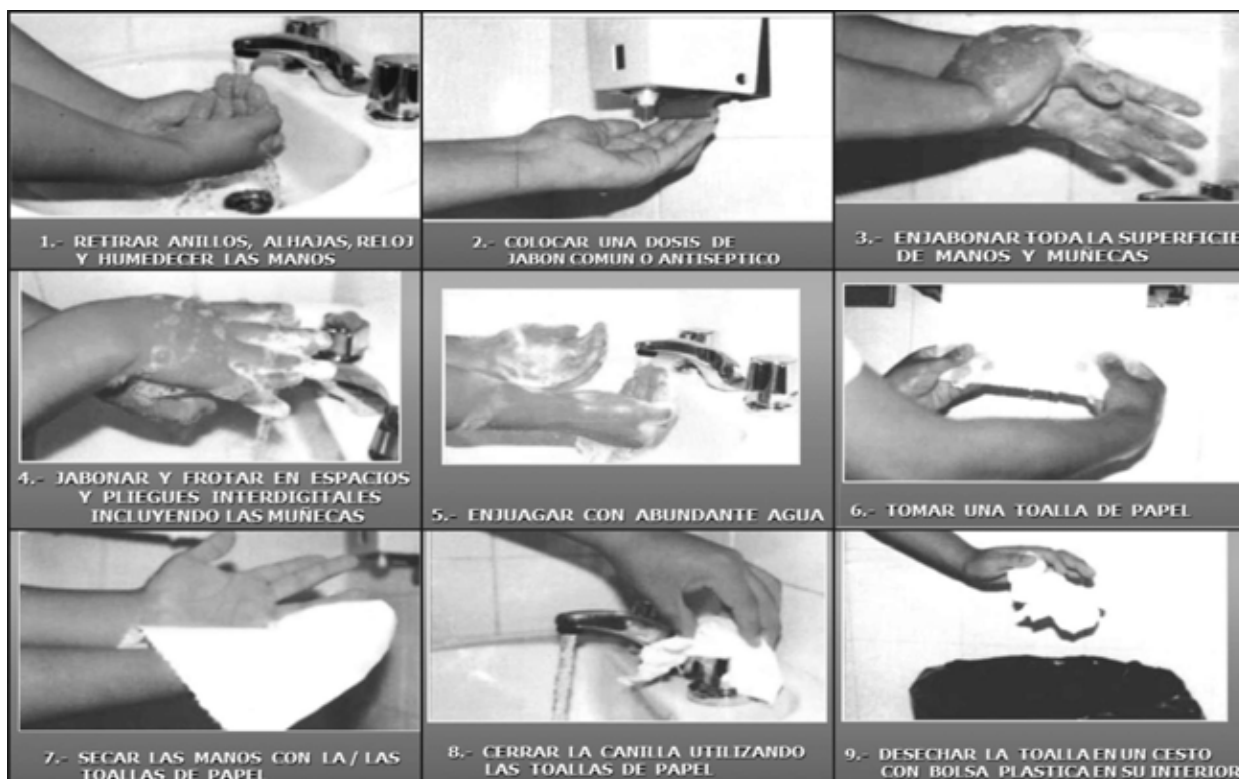 1.- RETIRAR ANILLOS, ALHAJAS, RELOJ
Y HUMEDECER LAS MANOS
2.- COLOCAR UNA DOSIS DE
JABON COMUN O ANTISEPTICO
3.- ENJABONAR TODA LA SUPERFICIE
DE MANOS Y MUÑECAS
4.- JABONAR Y FROTAR EN ESPACIOS
Y PLIEGUES INTERDIGITALES
INCLUYENDO LAS MUÑECAS
5.- ENJUAGAR CON ABUNDANTE AGUA
6.- TOMAR UNA TOALLA DE PAPEL
7.- SECAR LAS MANOS CON LA / LAS
TOALLAS DE PAPEL
8.- CERRAR LA CANILLA UTILIZANDO
LAS TOALLAS DE PAPEL
9.- DESECHAR LA TOALLA EN UN CESTO
CON BOLSA PLASTICA EN SU INTERIOR